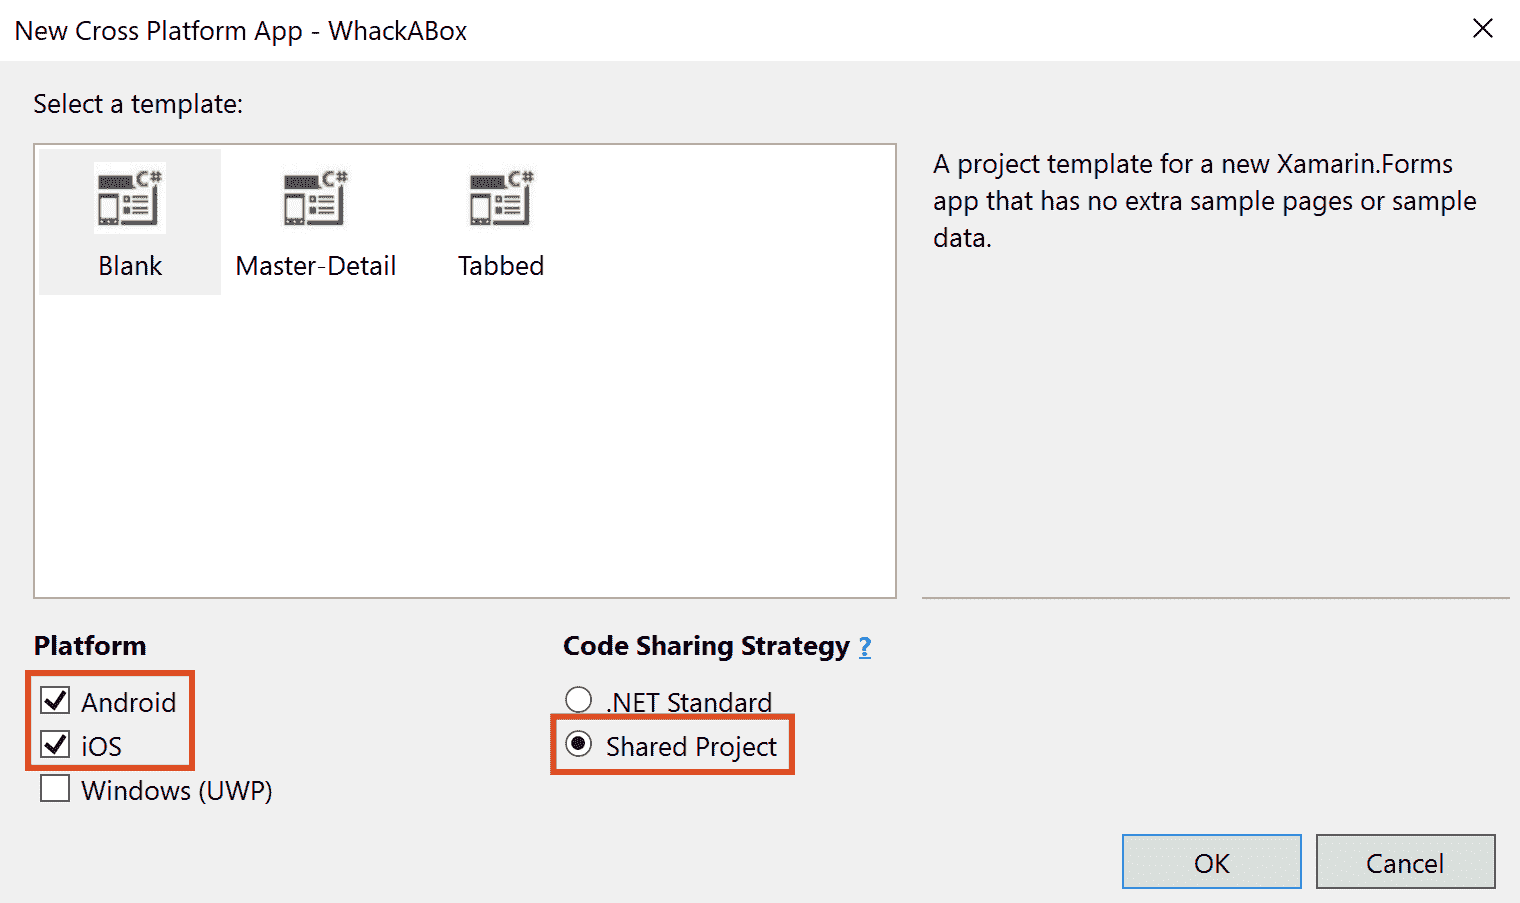 New Cross Platform App - WhackABox
Select a template:
C#
C#
C#
Blank
Master-Detail
Tabbed
A project template for a new Xamarin.Forms
app that has no extra sample pages or sample
data.
Platform
Android
iOS
Windows (UWP)
Code Sharing Strategy ?
.NET Standard
Shared Project
OK
Cancel